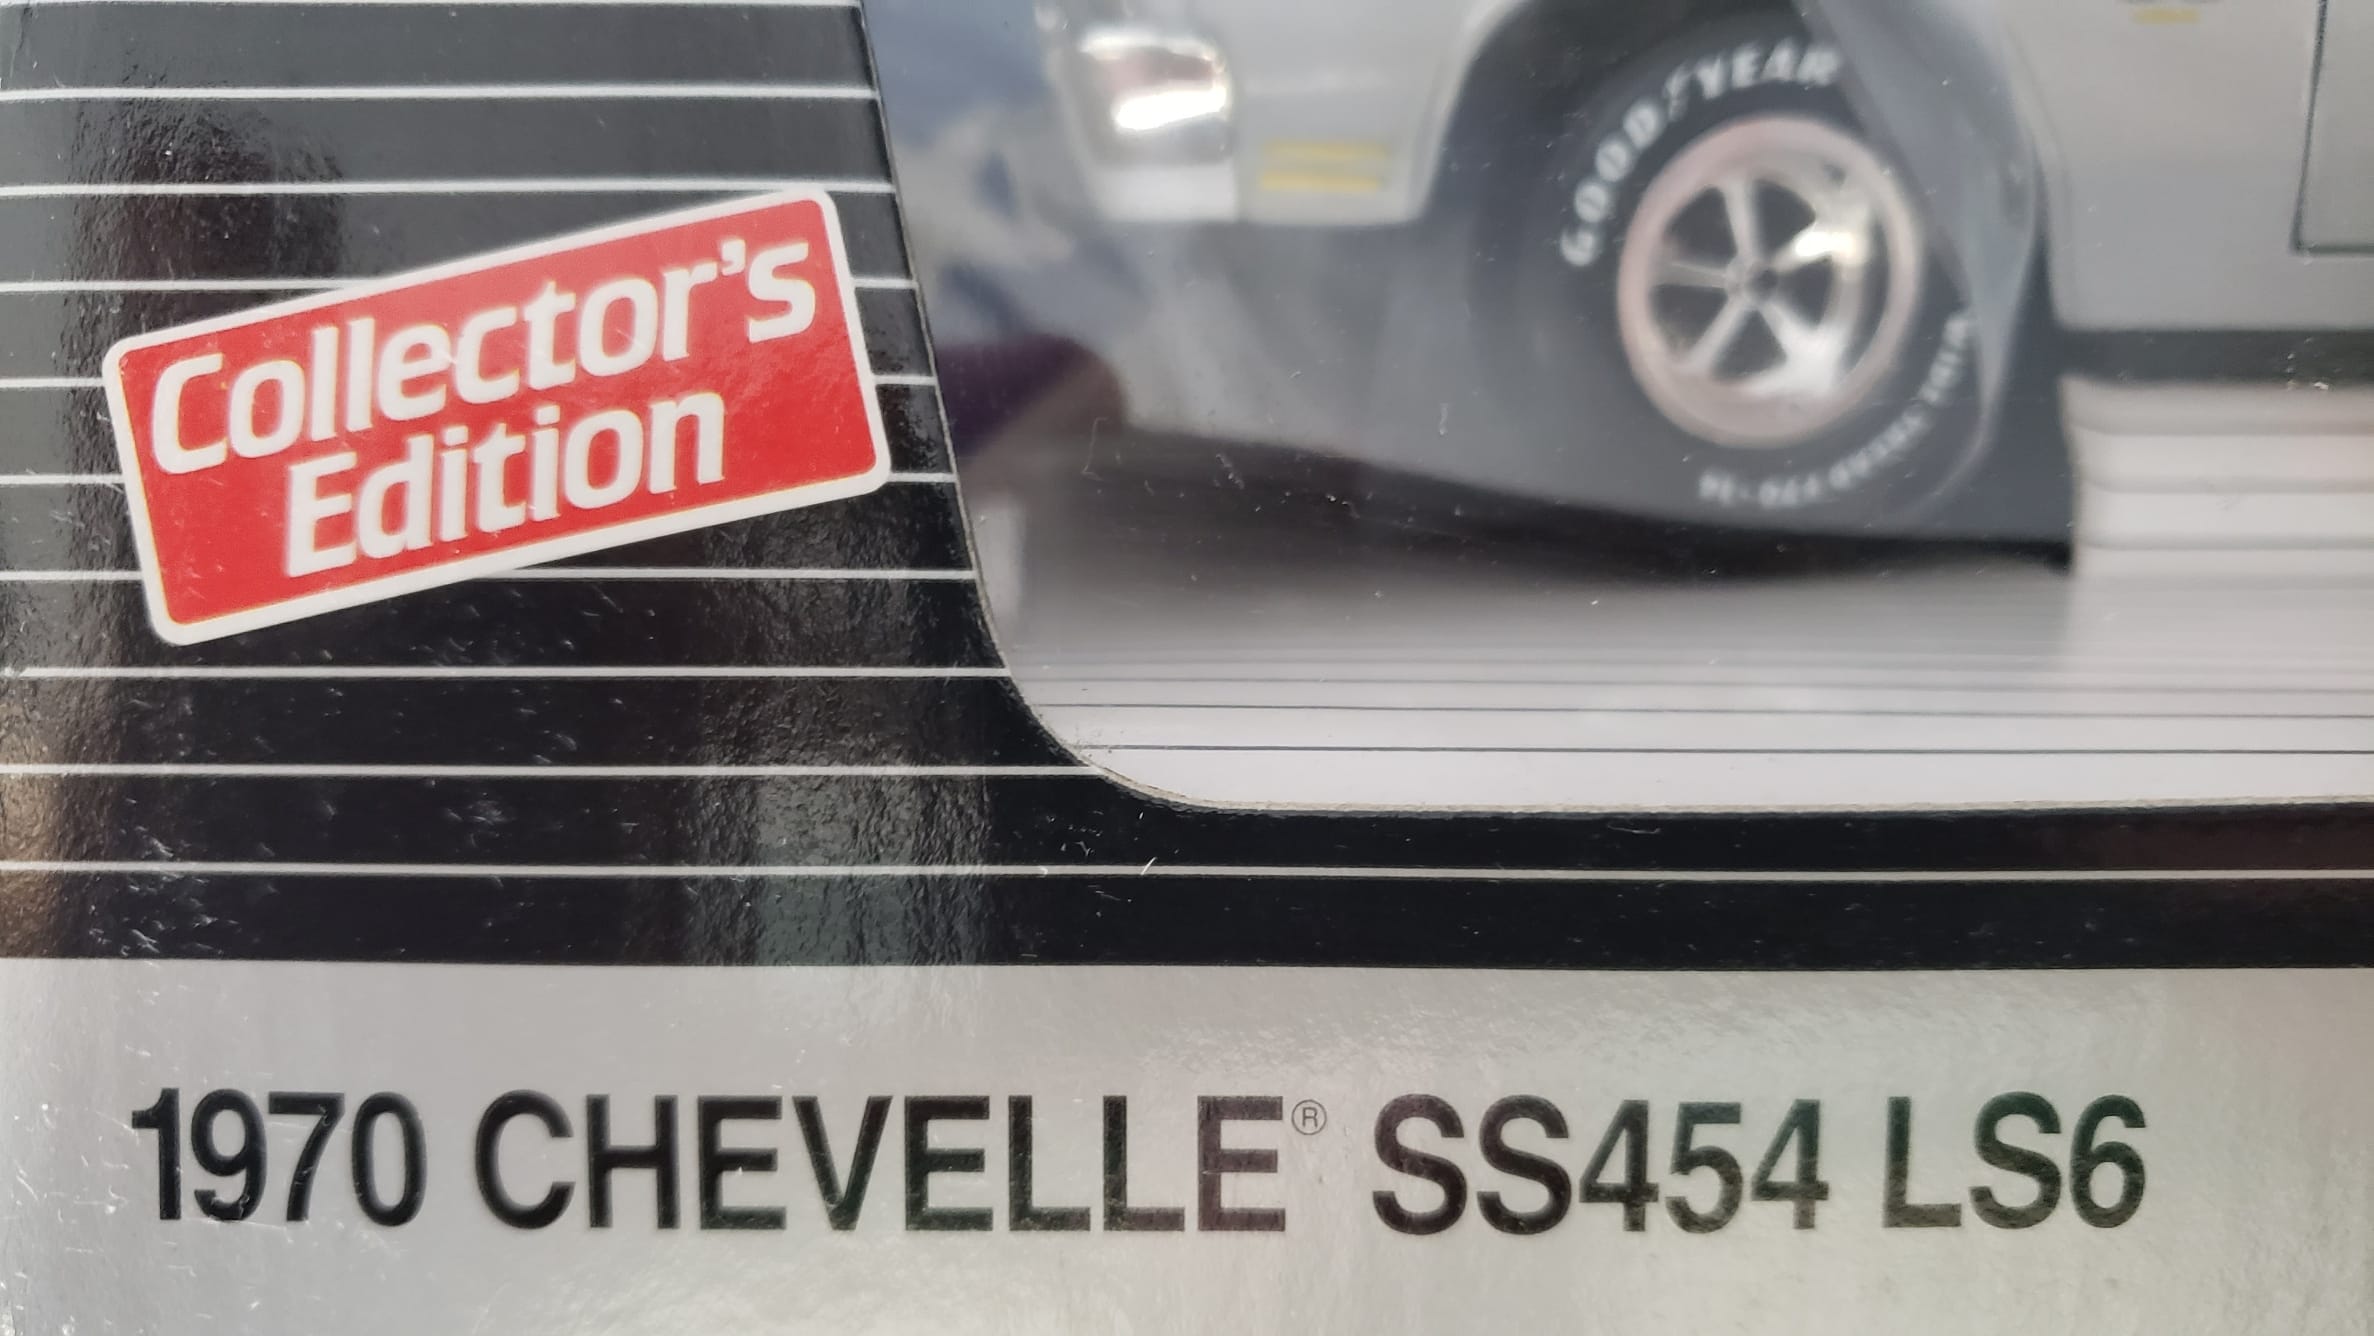 GOODYEAR
Collector's
Edition
1970 CHEVELLE® SS454 LS6